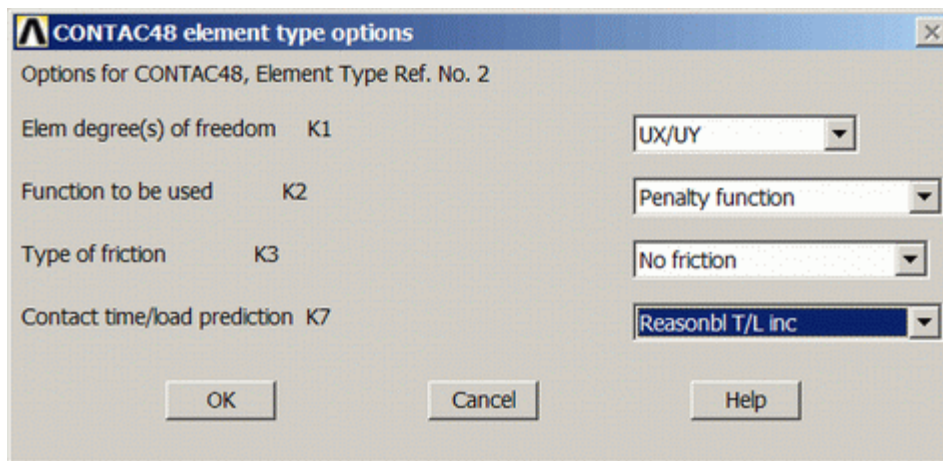 CONTAC48 element type options
Options for CONTAC48, Element Type Ref. No. 2
Elem degree(s) of freedom K1 UX/UY
Function to be used K2 Penalty function
Type of friction K3 No friction
Contact time/load prediction K7 Reasonbl T/L inc
OK Cancel Help